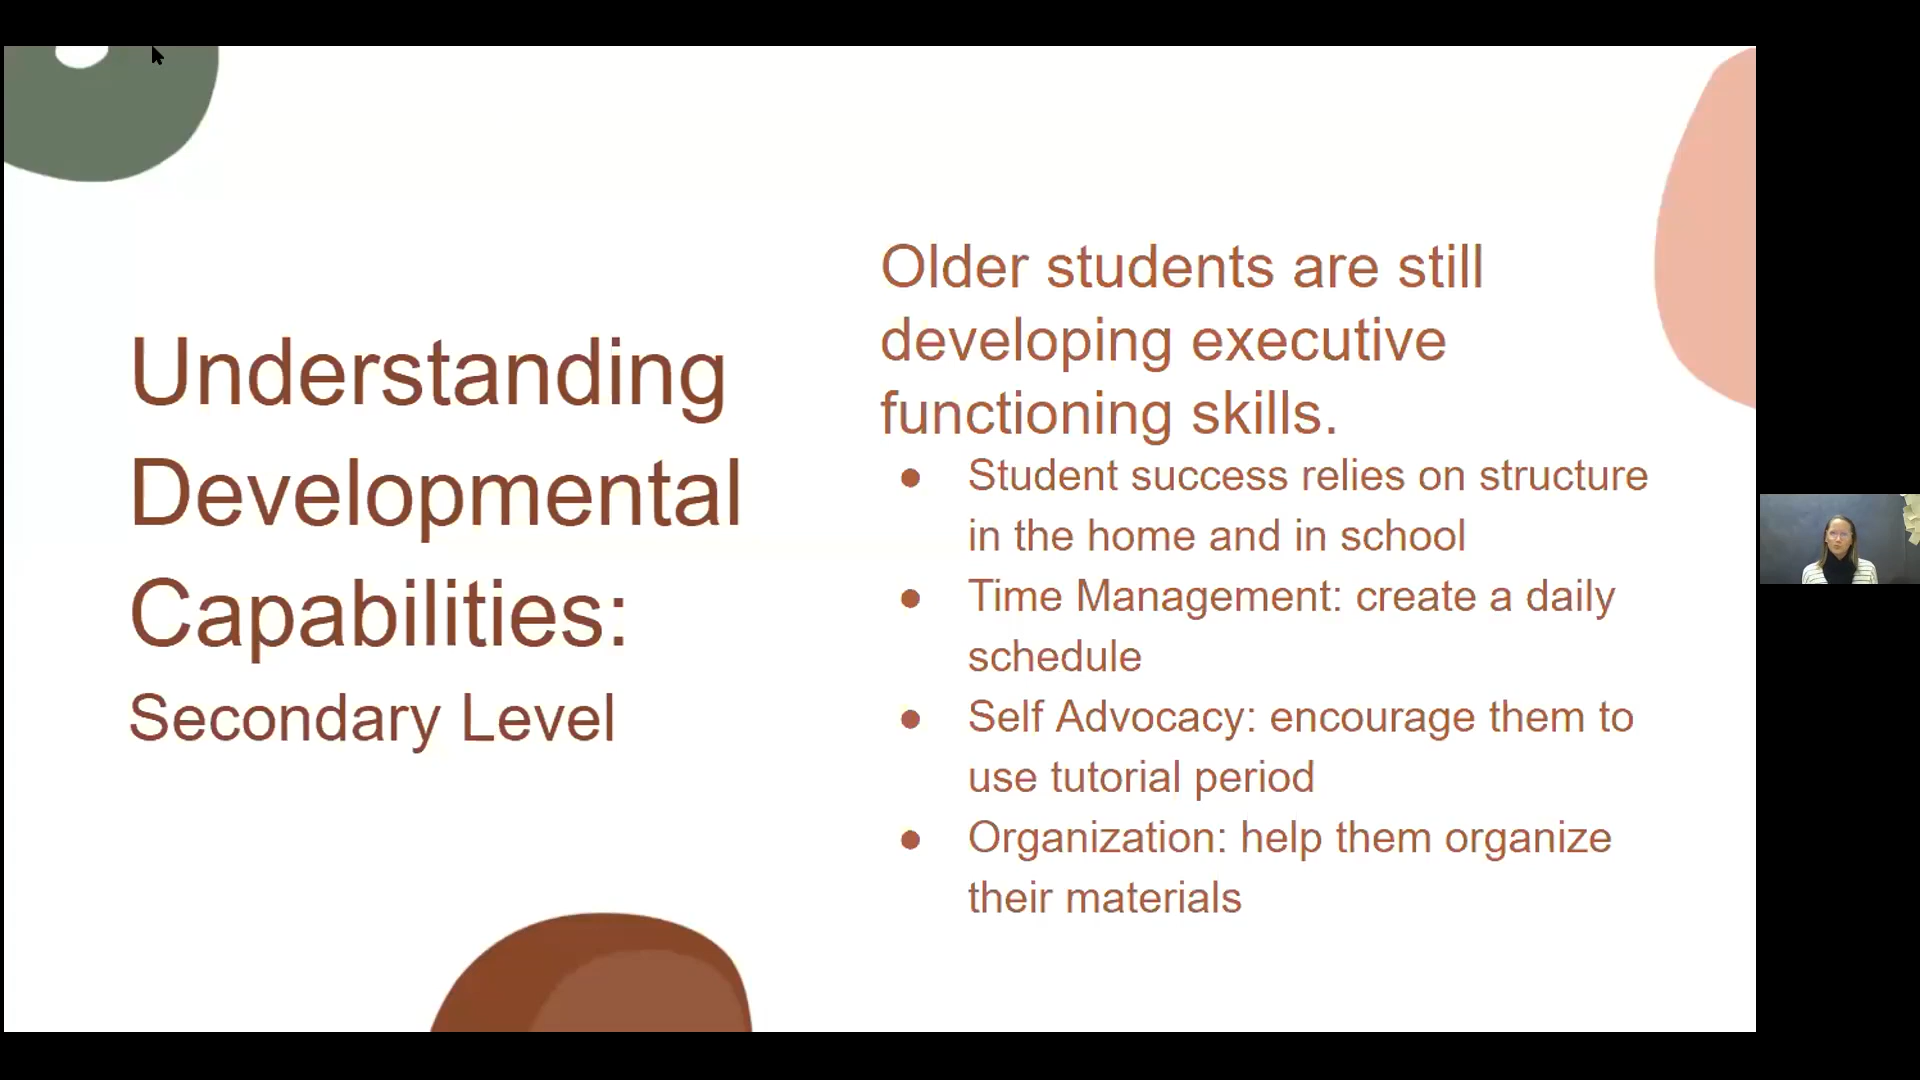 Understanding
Developmental
Capabilities:
Secondary Level
Older students are still
developing executive
functioning skills.
● Student success relies on structure
in the home and in school
● Time Management: create a daily
schedule
● Self Advocacy: encourage them to
use tutorial period
● Organization: help them organize
their materials